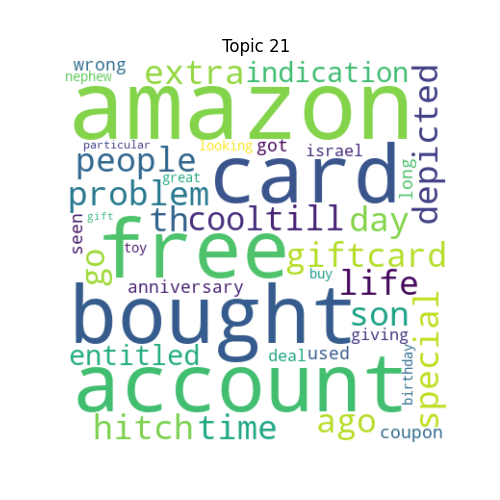 Topic 21
wrong
nephew
extra
indication
amazon
depicted
particular
looking
got
israel
people
card
long
problem
great
gift
th
cooltill
day
seen
go
free
toy
giftcard
buy
life
anniversary
bought
son
special
giving
entitled
deal
used
birthday
account
hitch
time
ago
coupon